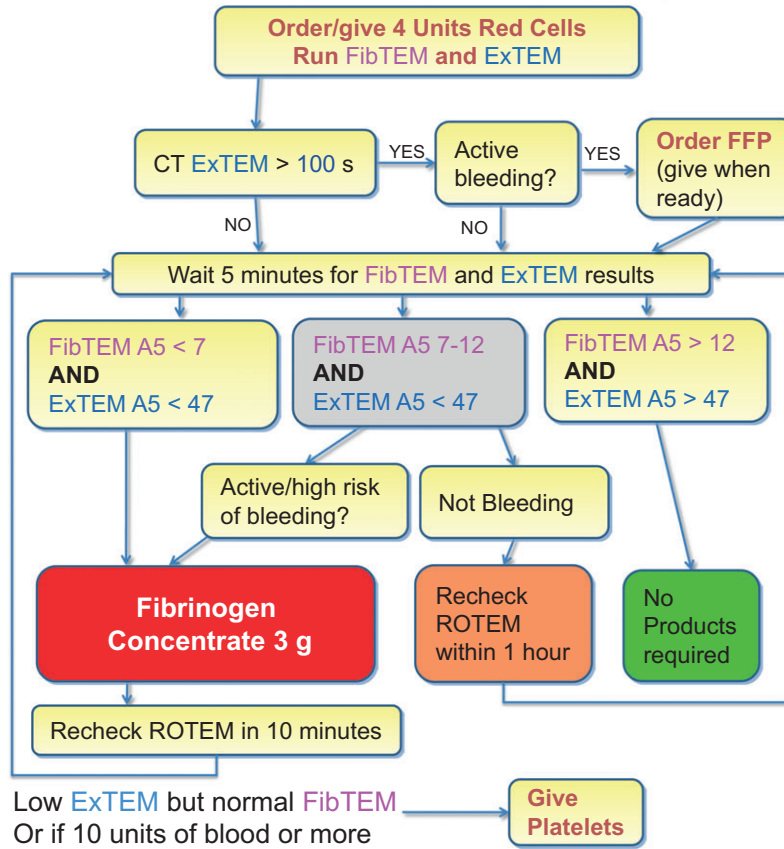 Order/give 4 Units Red Cells
Run FibTEM and ExTEM
CT ExTEM > 100 s
YES
Active
bleeding?
YES
Order FFP
(give when
ready)
NO
NO
Wait 5 minutes for FibTEM and ExTEM results
FibTEM A5 < 7
AND
ExTEM A5 < 47
FibTEM A5 7-12
AND
ExTEM A5 < 47
FibTEM A5 > 12
AND
ExTEM A5 > 47
Active/high risk
of bleeding?
Not Bleeding
Fibrinogen
Concentrate 3 g
Recheck
ROTEM
within 1 hour
No
Products
required
Recheck ROTEM in 10 minutes
Low ExTEM but normal FibTEM
Or if 10 units of blood or more
Give
Platelets